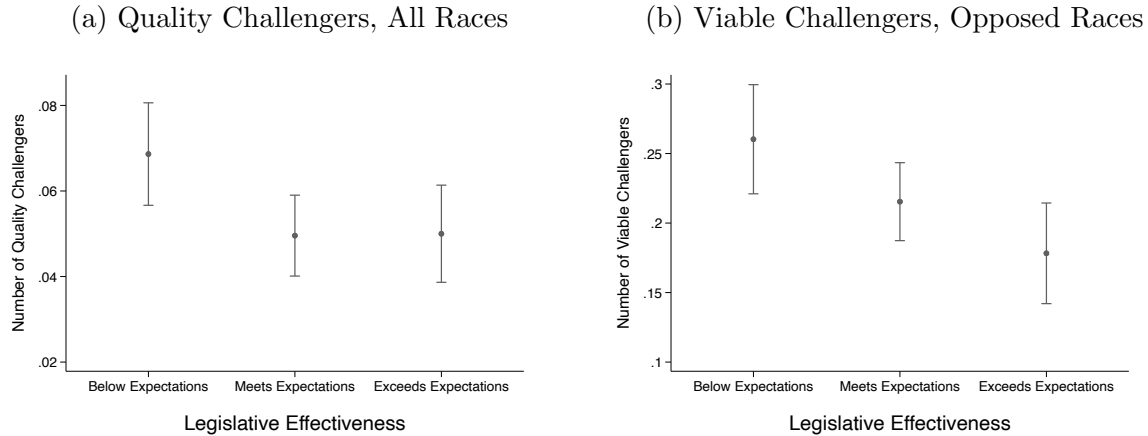 (a) Quality Challengers, All Races
Number of Quality Challengers
.08
.06
.04
.02
Below Expectations Meets Expectations Exceeds Expectations
Legislative Effectiveness
(b) Viable Challengers, Opposed Races
Number of Viable Challengers
.3
.25
.2
.15
.1
Below Expectations Meets Expectations Exceeds Expectations
Legislative Effectiveness